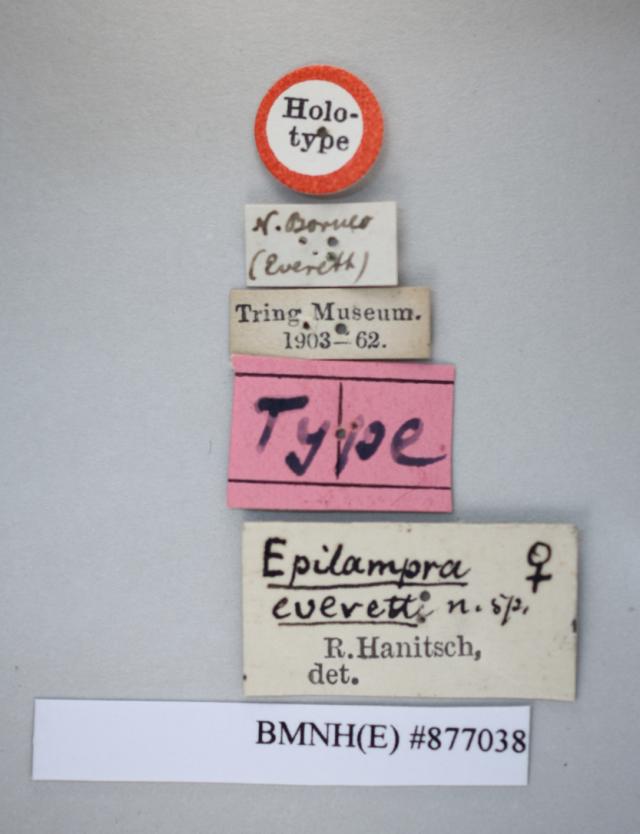 Holo-
type
N. Borneo
(Everett)
Tring Museum.
1903–62.
Type
Epilampra ♀
everetti n. sp.
R.Hanitsch,
det.
BMNH(E) #877038